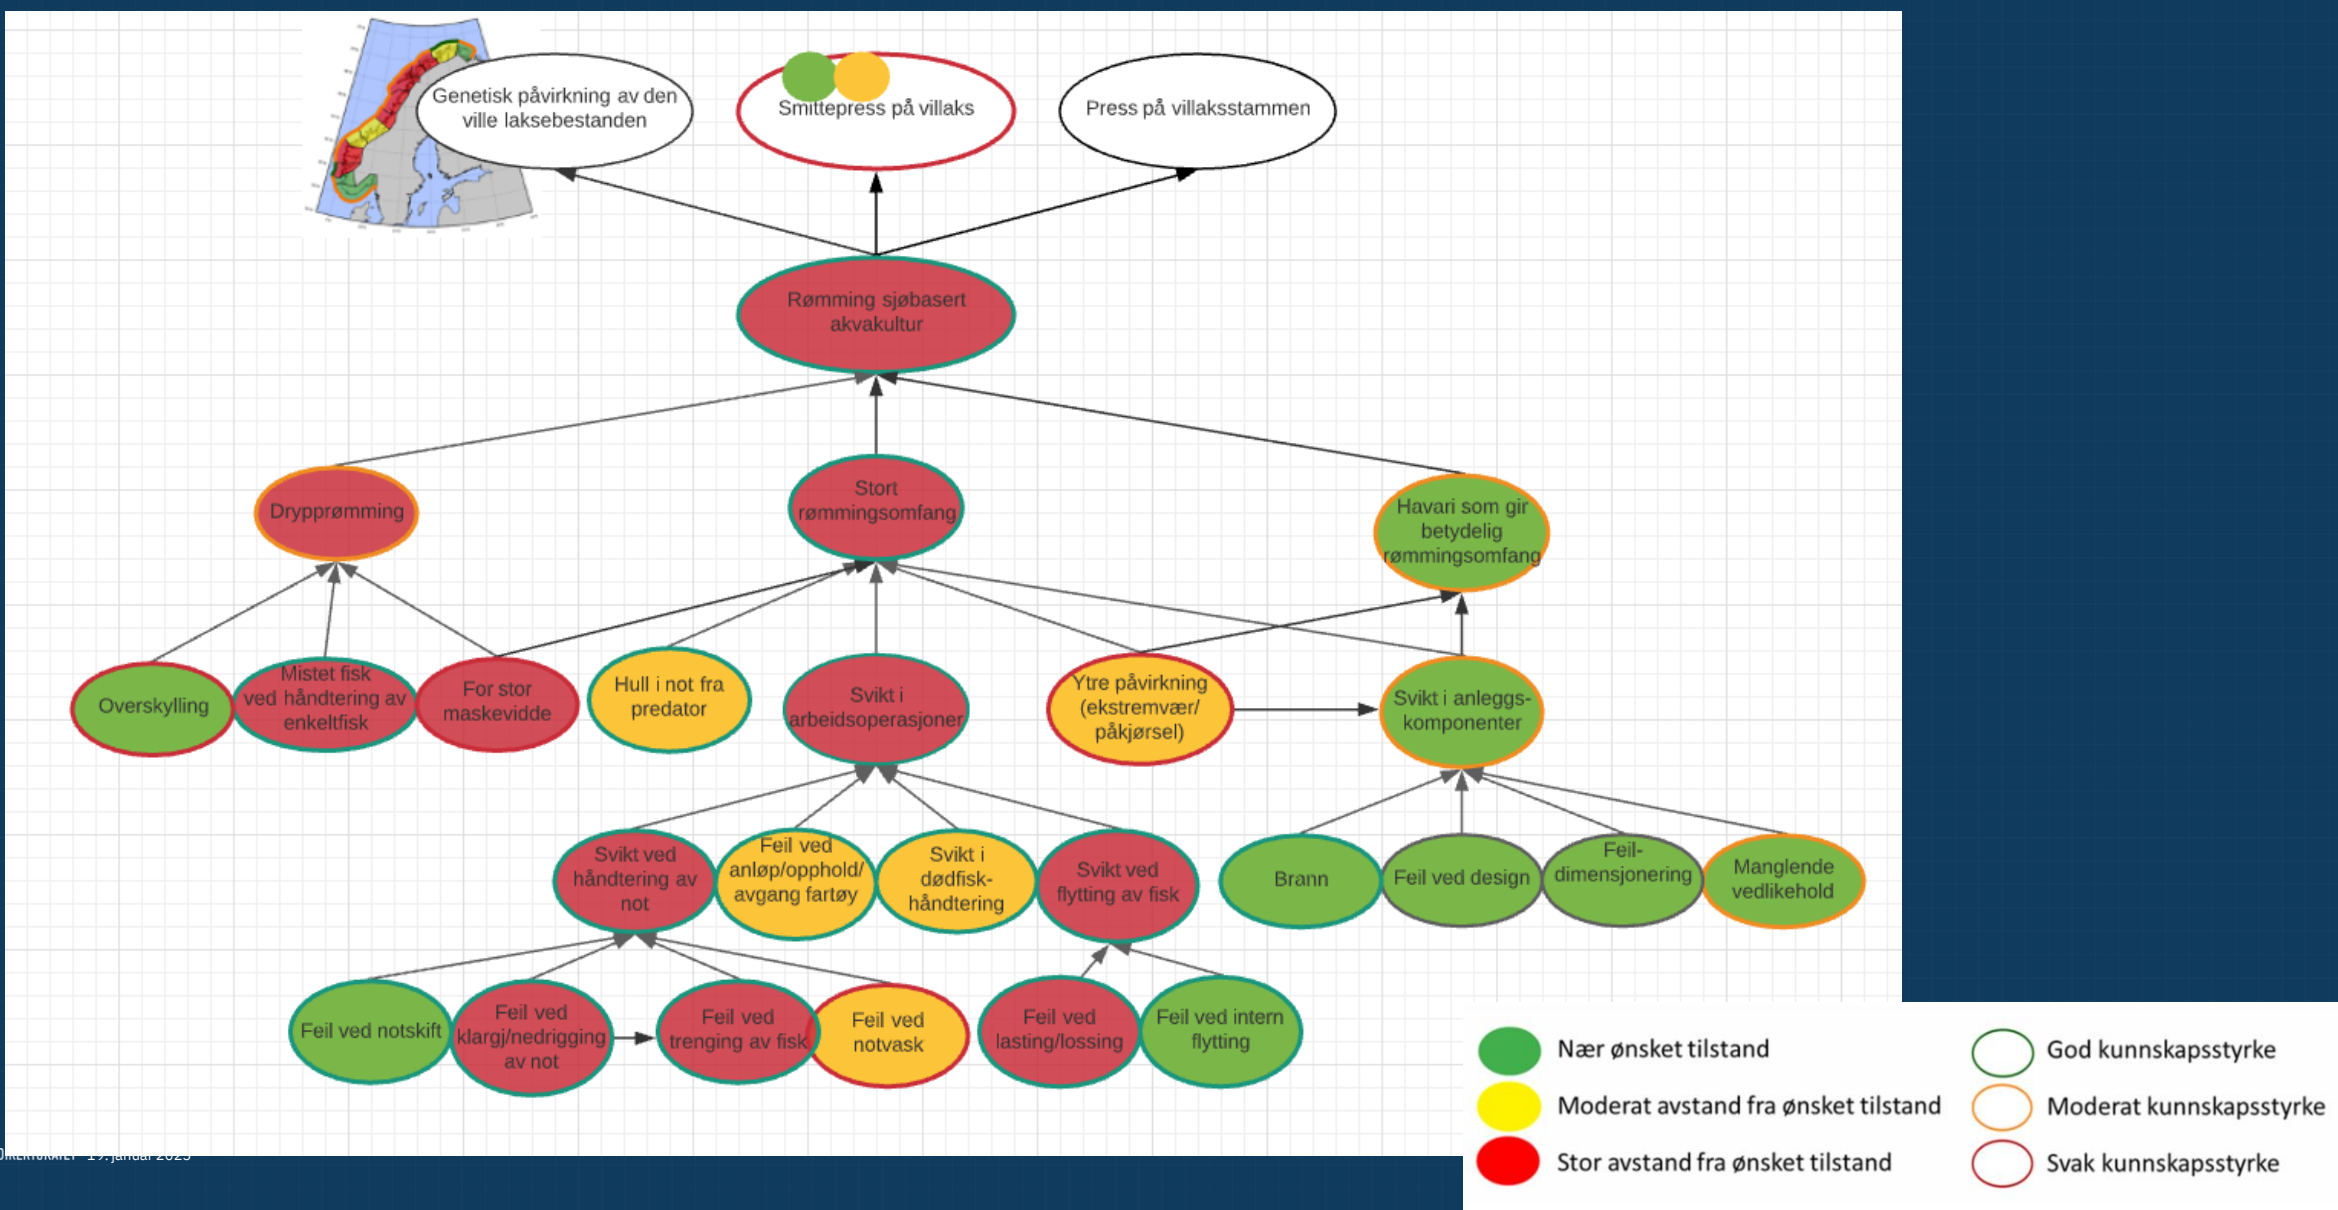 Genetisk påvirkning av den
ville laksebestanden
Smittepress på villaks
Press på villaksstammen
Rømming sjøbasert
akvakultur
Drypprømming
Stort
rømmingsomfang
Havari som gir
betydelig
rømmingsomfang
Overskylling
Mistet fisk
ved håndtering av
enkeltfisk
For stor
maskevidde
Hull i not fra
predator
Svikt i
arbeidsoperasjoner
Ytre påvirkning
(ekstremvær/
påkjørsel)
Svikt i anleggs-
komponenter
Svikt ved
håndtering av
not
Feil ved
anløp/opphold/
avgang fartøy
Svikt i
dødfisk-
håndtering
Svikt ved
flytting av fisk
Brann
Feil ved design
Feil-
dimensjonering
Manglende
vedlikehold
Feil ved notskift
Feil ved
klargj/nedrigging
av not
Feil ved
trenging av fisk
Feil ved
notvask
Feil ved
lasting/lossing
Feil ved intern
flytting
Nær ønsket tilstand
Moderat avstand fra ønsket tilstand
Stor avstand fra ønsket tilstand
God kunnskapsstyrke
Moderat kunnskapsstyrke
Svak kunnskapsstyrke
19. januar 2023